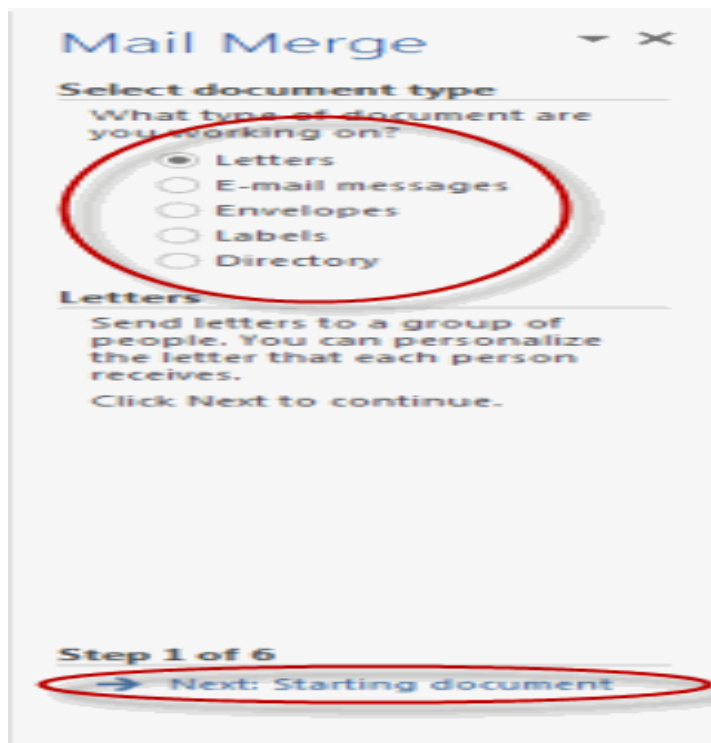 Mail Merge
Select document type
What type of document are
you working on?
Letters
E-mail messages
Envelopes
Labels
Directory
Letters
Send letters to a group of
people. You can personalize
the letter that each person
receives.
Click Next to continue.
Step 1 of 6
Next: Starting document